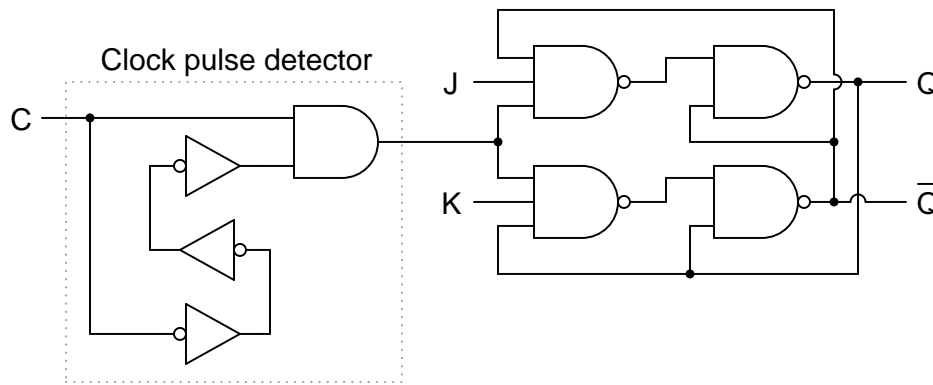 Clock pulse detector
C
J
Q
K
Q̅